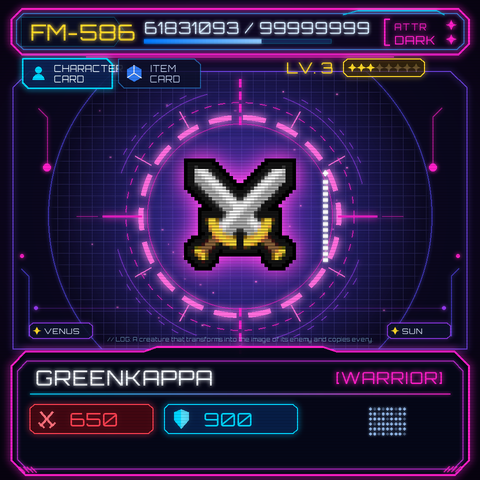 FM-586
61831093 / 99999999
ATTR
DARK
CHARACTER
CARD
ITEM
CARD
LV. 3
VENUS
SUN
// LOG: A creature that transforms into the image of its enemy and copies every
GREENKAPPA
[WARRIOR]
650
900